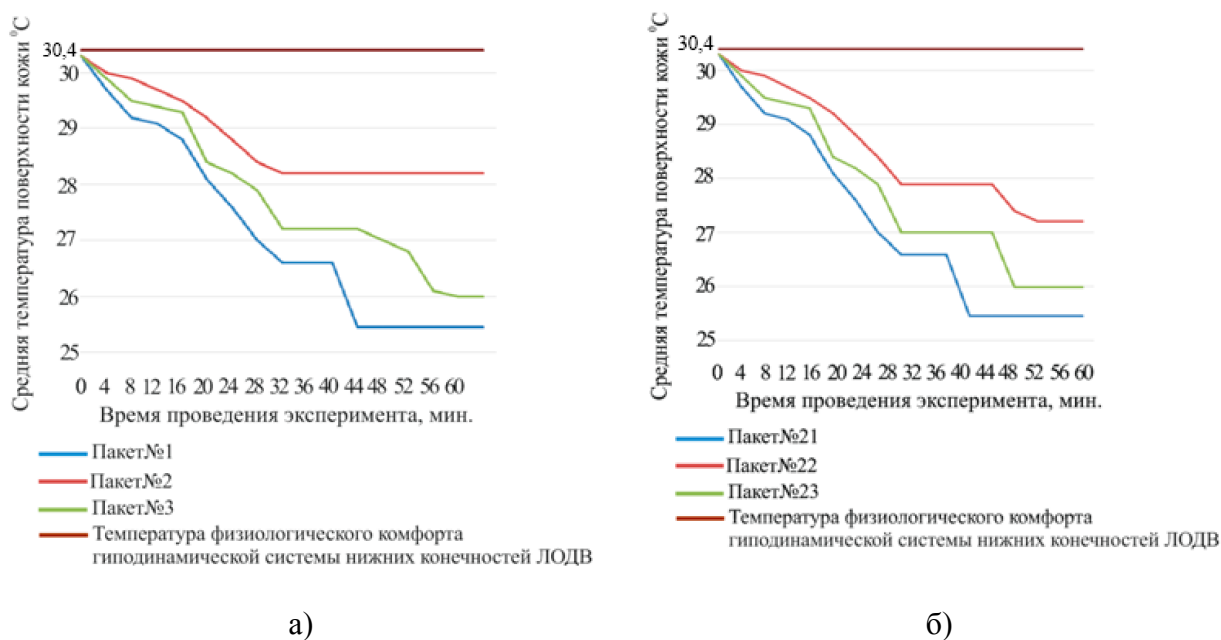 Средняя температура поверхности кожи ⁰С
30,4
30
29
28
27
26
25
0 4 8 12 16 20 24 28 32 36 40 44 48 52 56 60
Время проведения эксперимента, мин.
Пакет№1
Пакет№2
Пакет№3
Температура физиологического комфорта
гиподинамической системы нижних конечностей ЛОДВ
а)
Средняя температура поверхности кожи ⁰С
30,4
30
29
28
27
26
25
0 4 8 12 16 20 24 28 32 36 40 44 48 52 56 60
Время проведения эксперимента, мин.
Пакет№21
Пакет№22
Пакет№23
Температура физиологического комфорта
гиподинамической системы нижних конечностей ЛОДВ
б)